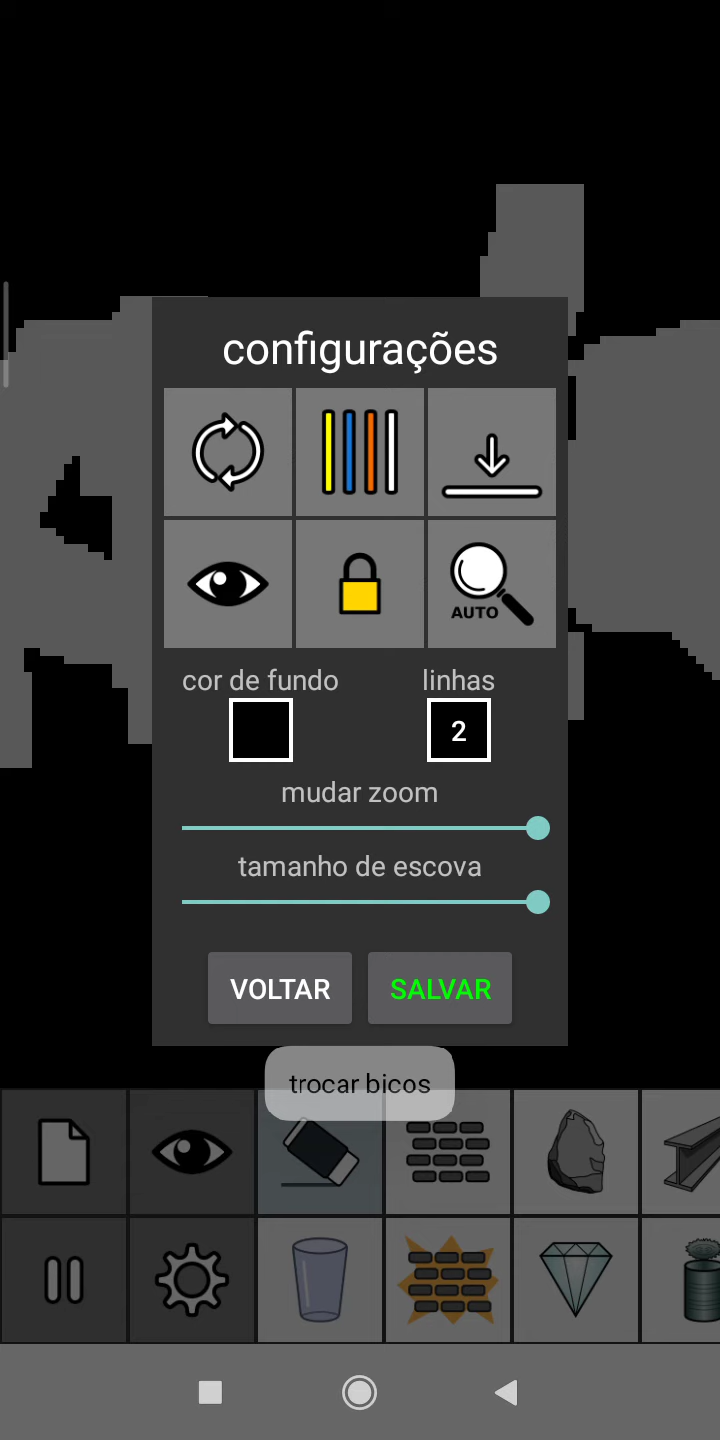 configurações
AUTO
cor de fundo
linhas
2
mudar zoom
tamanho de escova
VOLTAR
SALVAR
trocar bicos